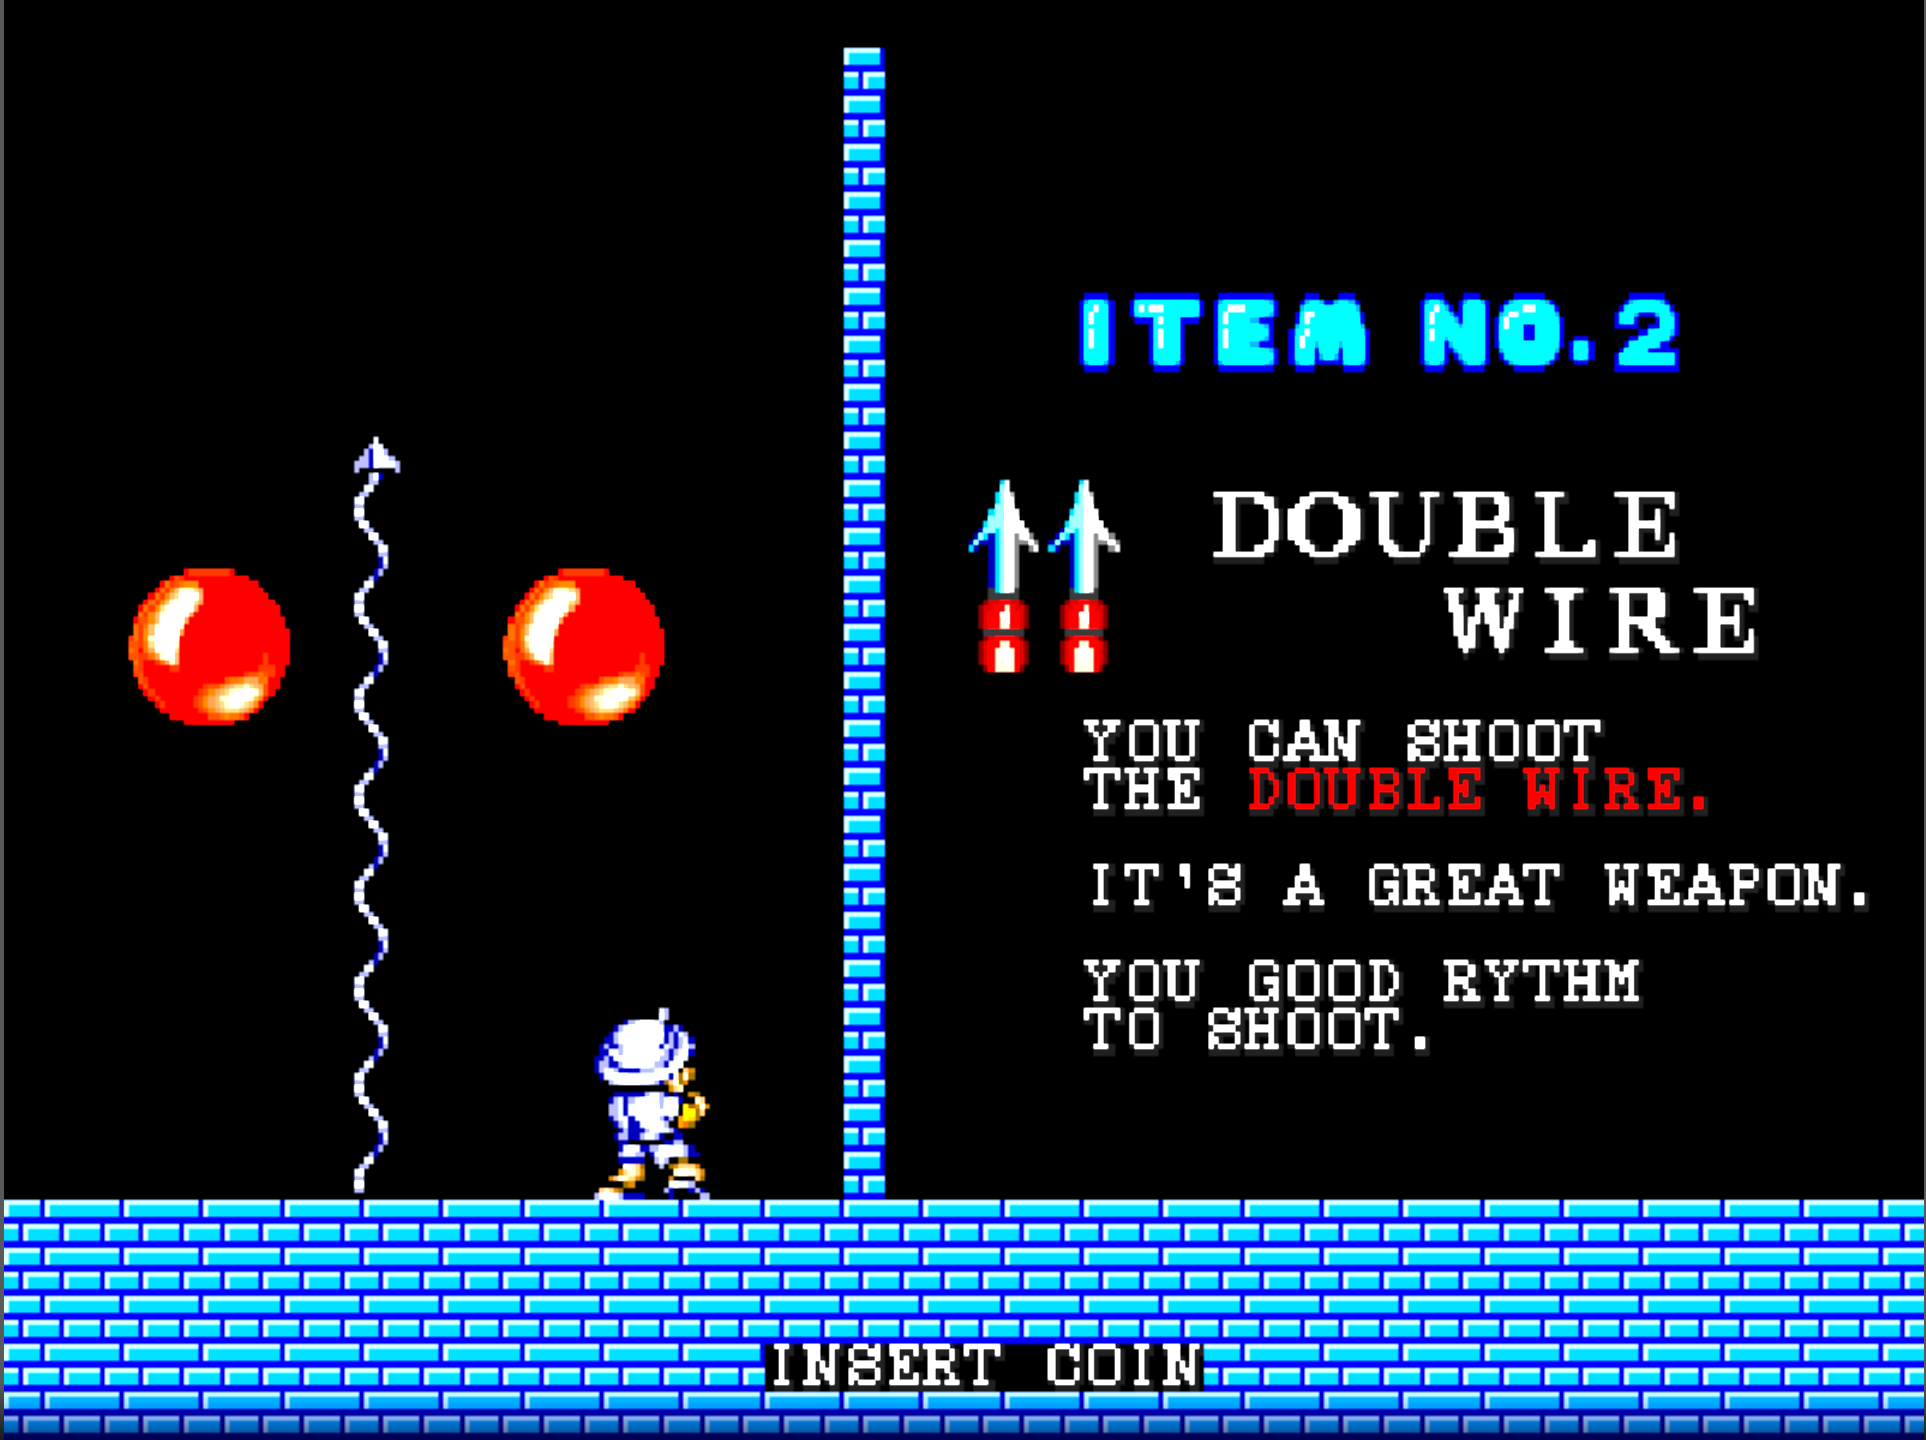 ITEM NO.2
DOUBLE
WIRE
YOU CAN SHOOT
THE DOUBLE WIRE.
IT'S A GREAT WEAPON.
YOU GOOD RYTHM
TO SHOOT.
INSERT COIN